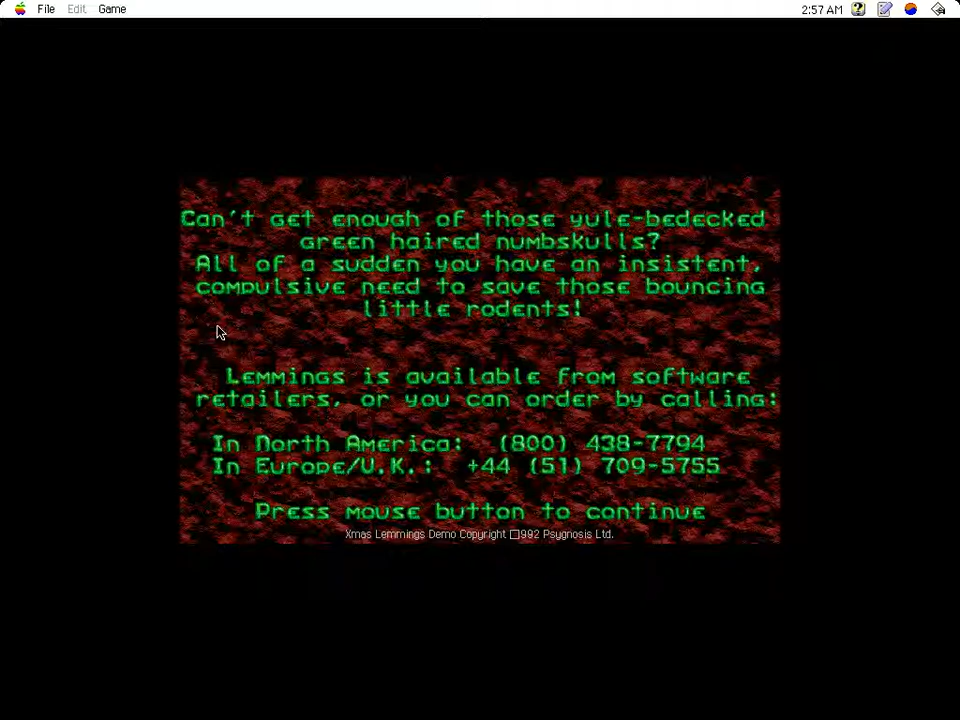 File Edit Game 2:57 AM
Can't get enough of those yule-bedecked
green haired numbskulls?
All of a sudden you have an insistent,
compulsive need to save those bouncing
little rodents!
Lemmings is available from software
retailers, or you can order by calling:
In North America: (800) 438-7794
In Europe/U.K.: +44 (51) 709-5755
Press mouse button to continue
Xmas Lemmings Demo Copyright □992 Psygnosis Ltd.